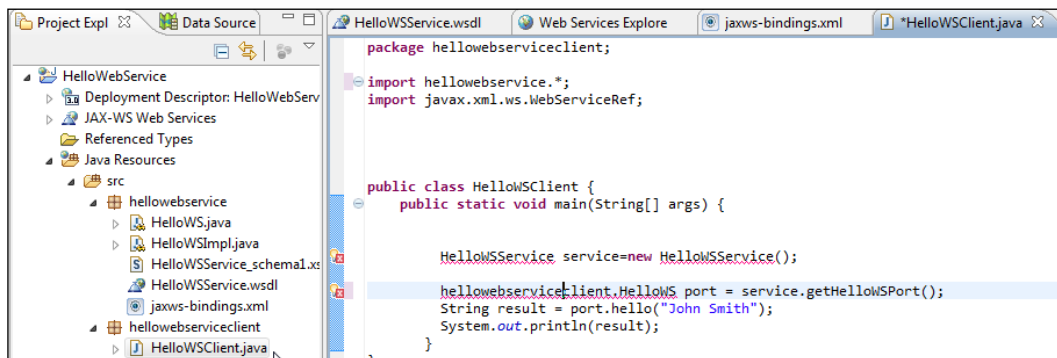 Project Expl
Data Source
HelloWSService.wsdl
Web Services Explore
jaxws-bindings.xml
*HelloWSClient.java
HelloWebService
3.0 Deployment Descriptor: HelloWebServ
JAX-WS Web Services
Referenced Types
Java Resources
src
hellowebservice
HelloWS.java
HelloWSImpl.java
HelloWSService_schema1.xs
HelloWSService.wsdl
jaxws-bindings.xml
hellowebserviceclient
HelloWSClient.java
package hellowebserviceclient;
import hellowebservice.*;
import javax.xml.ws.WebServiceRef;
public class HelloWSClient {
public static void main(String[] args) {
HelloWSService service=new HelloWSService();
hellowebserviceclient.HelloWS port = service.getHelloWSPort();
String result = port.hello("John Smith");
System.out.println(result);
}